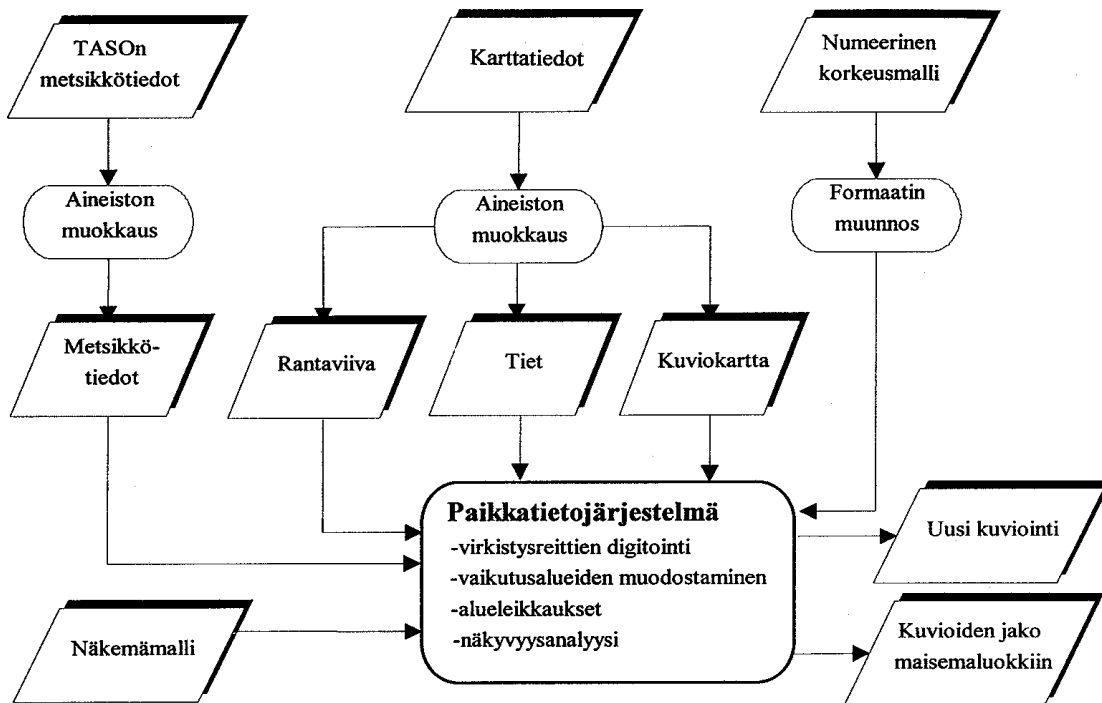 TASOn
metsikkötiedot
Karttatiedot
Numeerinen
korkeusmalli
Aineiston
muokkaus
Aineiston
muokkaus
Formaatin
muunnos
Metsikkö-
tiedot
Rantaviiva
Tiet
Kuviokartta
Paikkatietojärjestelmä
-virkistysreittien digitointi
-vaikutusalueiden muodostaminen
-alueleikkaukset
-näkyvyysanalyysi
Uusi kuviointi
Näkemämalli
Kuvioiden jako
maisemaluokkiin